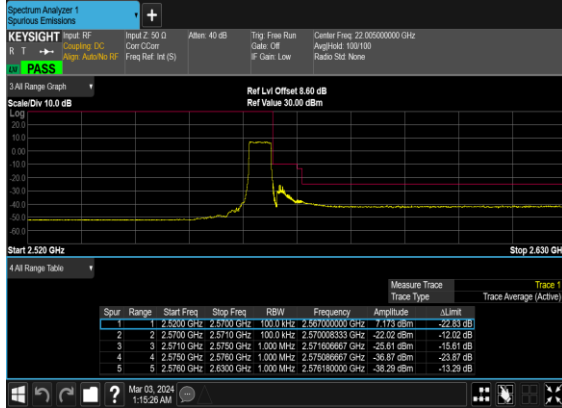 Spectrum Analyzer 1
Spurious Emissions
+
KEYSIGHT
R T
PASS
Input: RF
Coupling: DC
Align: Auto/No RF
Input Z: 50 Ω
Corr CCorr
Freq Ref: Int (S)
Atten: 40 dB
Trig: Free Run
Gate: Off
IF Gain: Low
Center Freq: 22.005000000 GHz
Avg|Hold: 100/100
Radio Std: None
3 All Range Graph
Ref Lvl Offset 8.60 dB
Scale/Div 10.0 dB
Ref Value 30.00 dBm
Log
20.0
10.0
0.00
-10.0
-20.0
-30.0
-40.0
-50.0
-60.0
Start 2.520 GHz
Stop 2.630 GH
4 All Range Table
Measure Trace Trace 1
Trace Type Trace Average (Active)
Spur Range Start Freq Stop Freq RBW Frequency Amplitude ΔLimit
1 1 2.5200 GHz 2.5700 GHz 100.0 kHz 2.567000000 GHz 7.173 dBm -22.83 dB
2 2 2.5700 GHz 2.5710 GHz 100.0 kHz 2.570008333 GHz -22.02 dBm -12.02 dB
3 3 2.5710 GHz 2.5750 GHz 1.000 MHz 2.571606667 GHz -25.61 dBm -15.61 dB
4 4 2.5750 GHz 2.5760 GHz 1.000 MHz 2.575086667 GHz -36.87 dBm -23.87 dB
5 5 2.5760 GHz 2.6300 GHz 1.000 MHz 2.576180000 GHz -38.29 dBm -13.29 dB
?
Mar 03, 2024
1:15:26 AM